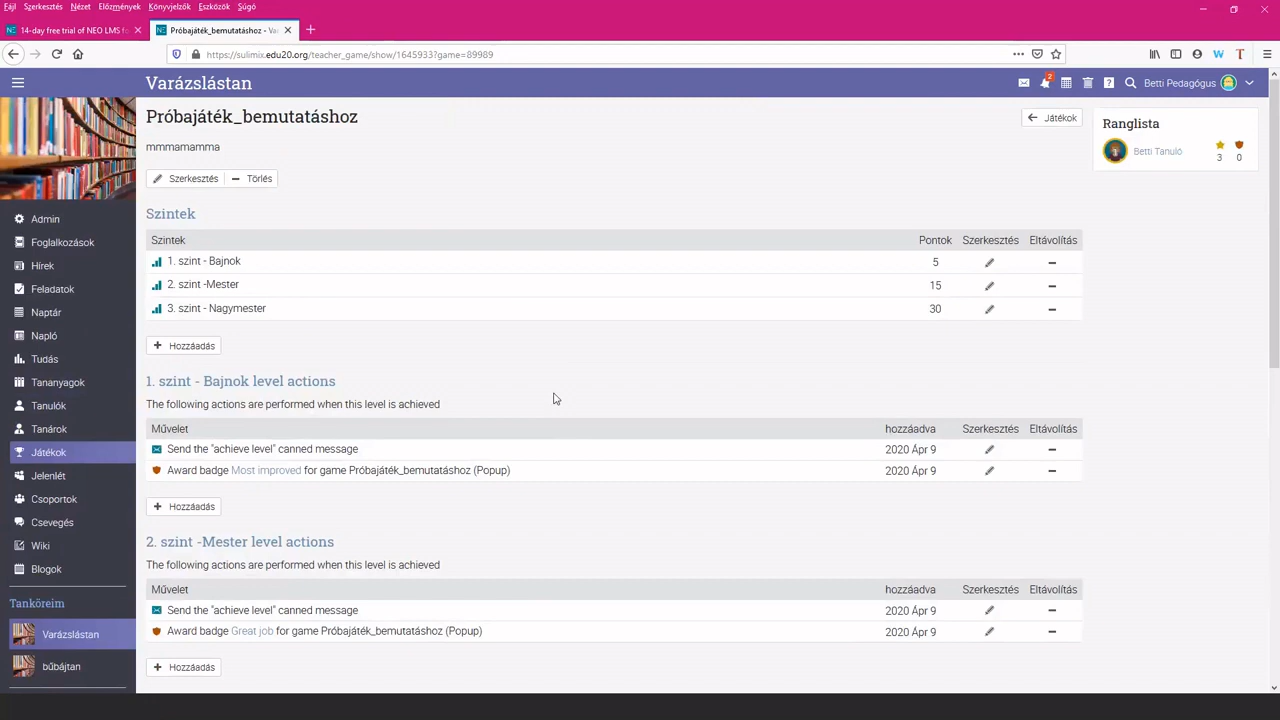 Fájl Szerkesztés Nézet Előzmények Könyvjelzők Eszközök Súgó
14-day free trial of NEO LMS fo
Próbajáték_bemutatáshoz - Va
https://sulimix.edu20.org/teacher_game/show/1645933?game=89989
Varázslástan
2
Betti Pedagógus
Próbajáték_bemutatáshoz
Játékok
mmmamamma
Szerkesztés Törlés
Ranglista
Betti Tanuló
3 0
Admin
Foglalkozások
Hírek
Feladatok
Naptár
Napló
Tudás
Tananyagok
Tanulók
Tanárok
Játékok
Jelenlét
Csoportok
Csevegés
Wiki
Blogok
Tanköreim
Varázslástan
bűbájtan
Szintek
Szintek Pontok Szerkesztés Eltávolítás
1. szint - Bajnok 5
2. szint -Mester 15
3. szint - Nagymester 30
Hozzáadás
1. szint - Bajnok level actions
The following actions are performed when this level is achieved
Művelet hozzáadva Szerkesztés Eltávolítás
Send the "achieve level" canned message 2020 Ápr 9
Award badge Most improved for game Próbajáték_bemutatáshoz (Popup) 2020 Ápr 9
Hozzáadás
2. szint -Mester level actions
The following actions are performed when this level is achieved
Művelet hozzáadva Szerkesztés Eltávolítás
Send the "achieve level" canned message 2020 Ápr 9
Award badge Great job for game Próbajáték_bemutatáshoz (Popup) 2020 Ápr 9
Hozzáadás